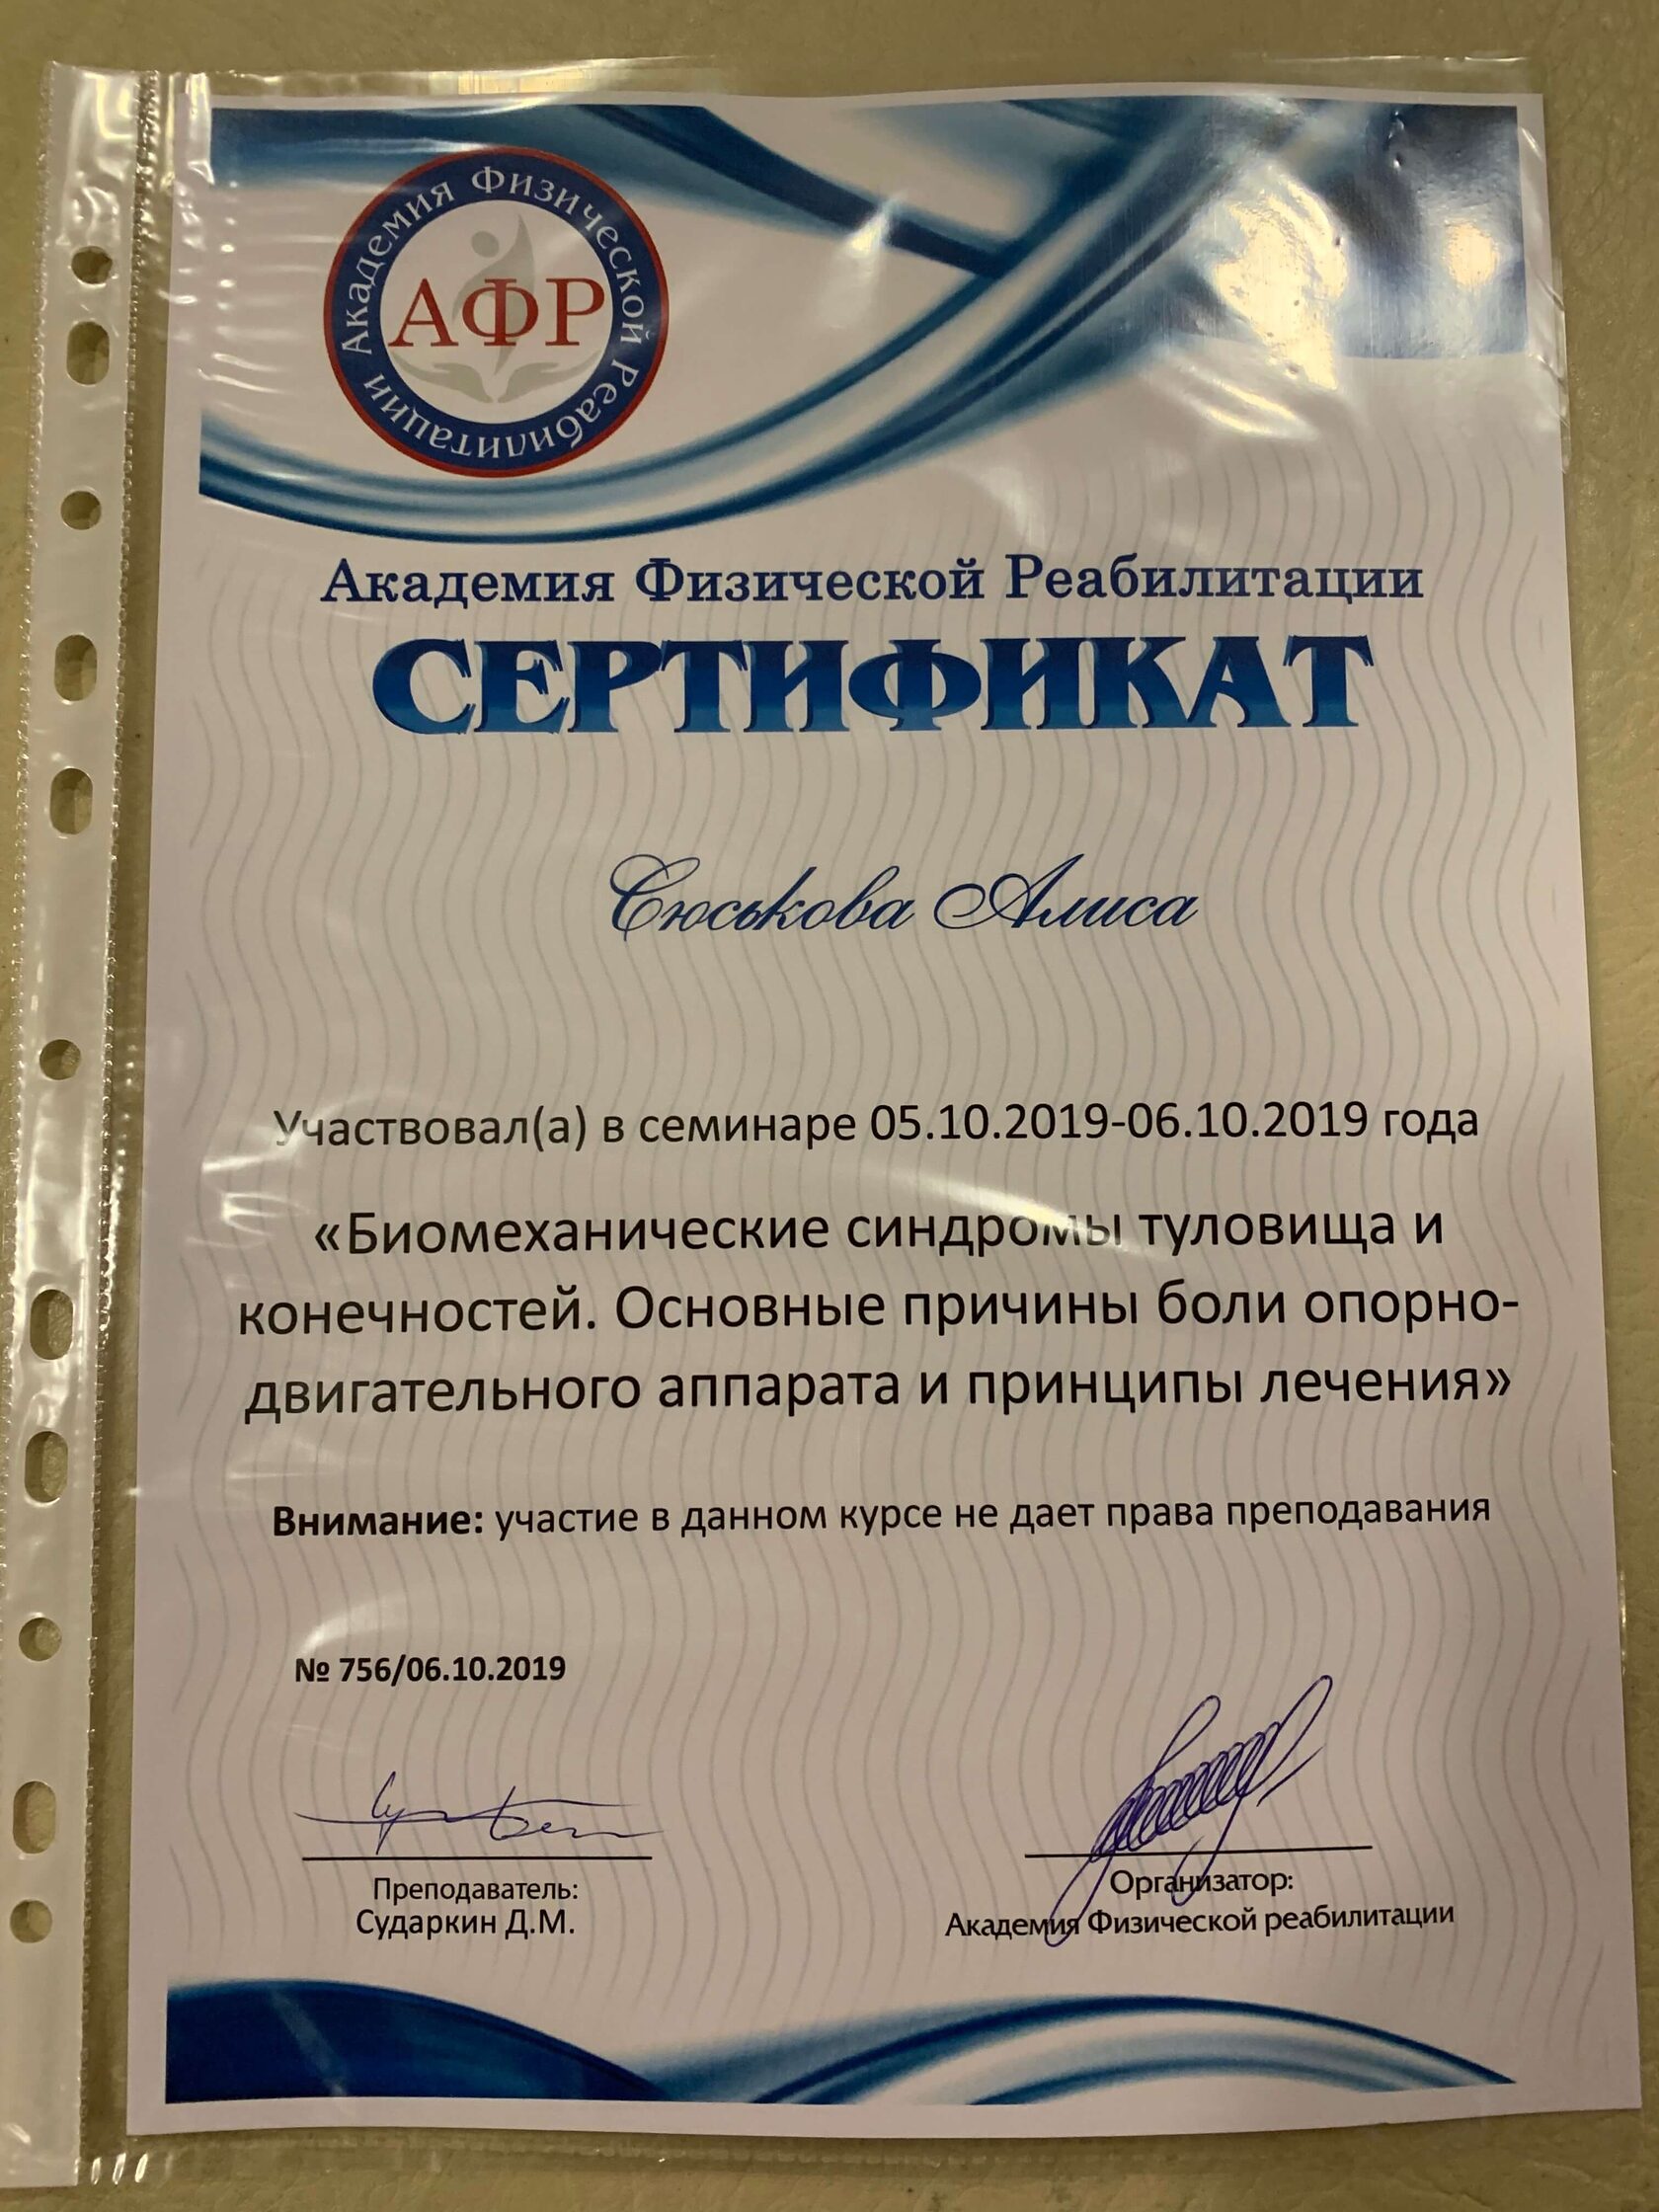 Академия Физической Реабилитации
АФР
Академия Физической Реабилитации
СЕРТИФИКАТ
Сюськова Алиса
Участвовал(а) в семинаре 05.10.2019-06.10.2019 года
«Биомеханические синдромы туловища и
конечностей. Основные причины боли опорно-
двигательного аппарата и принципы лечения»
Внимание: участие в данном курсе не дает права преподавания
№ 756/06.10.2019
Преподаватель:
Сударкин Д.М.
Организатор:
Академия Физической реабилитации